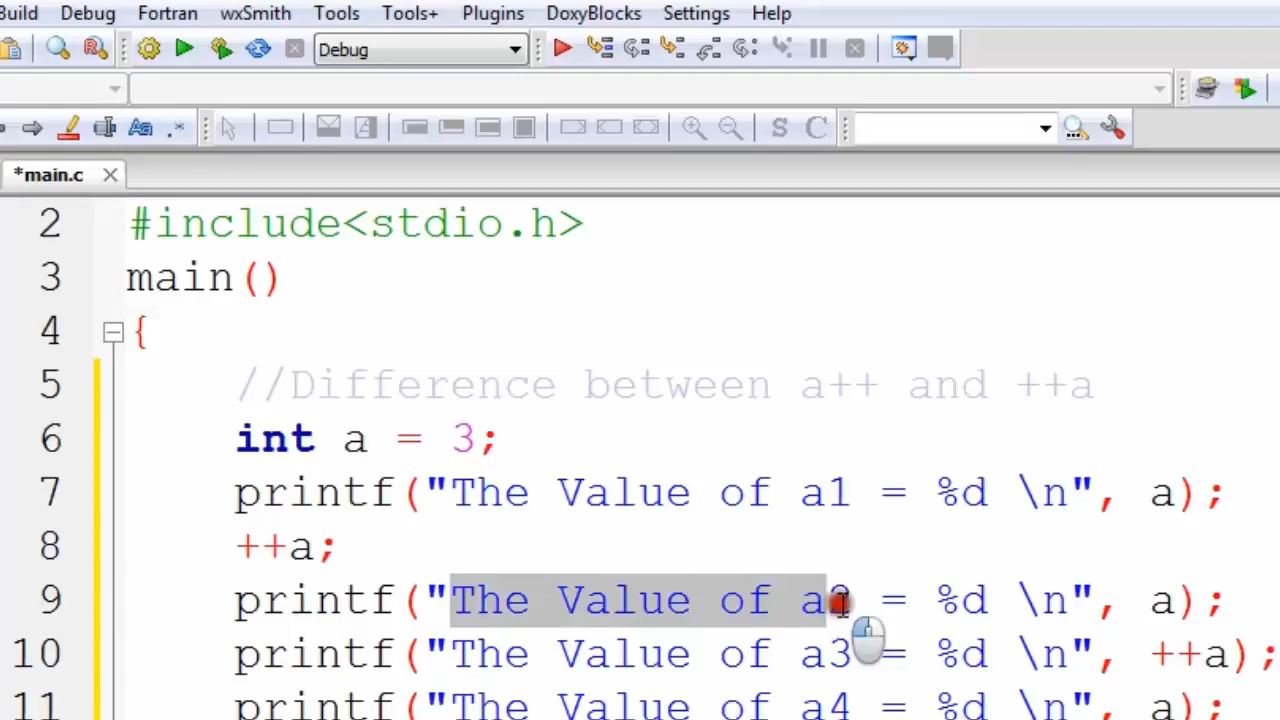 Build Debug Fortran wxSmith Tools Tools+ Plugins DoxyBlocks Settings Help
Debug
S C
*main.c
2 #include<stdio.h>
3 main()
4 {
5 //Difference between a++ and ++a
6 int a = 3;
7 printf("The Value of a1 = %d \n", a);
8 ++a;
9 printf("The Value of a2 = %d \n", a);
10 printf("The Value of a3 = %d \n", ++a);
11 printf("The Value of a4 = %d \n", a);